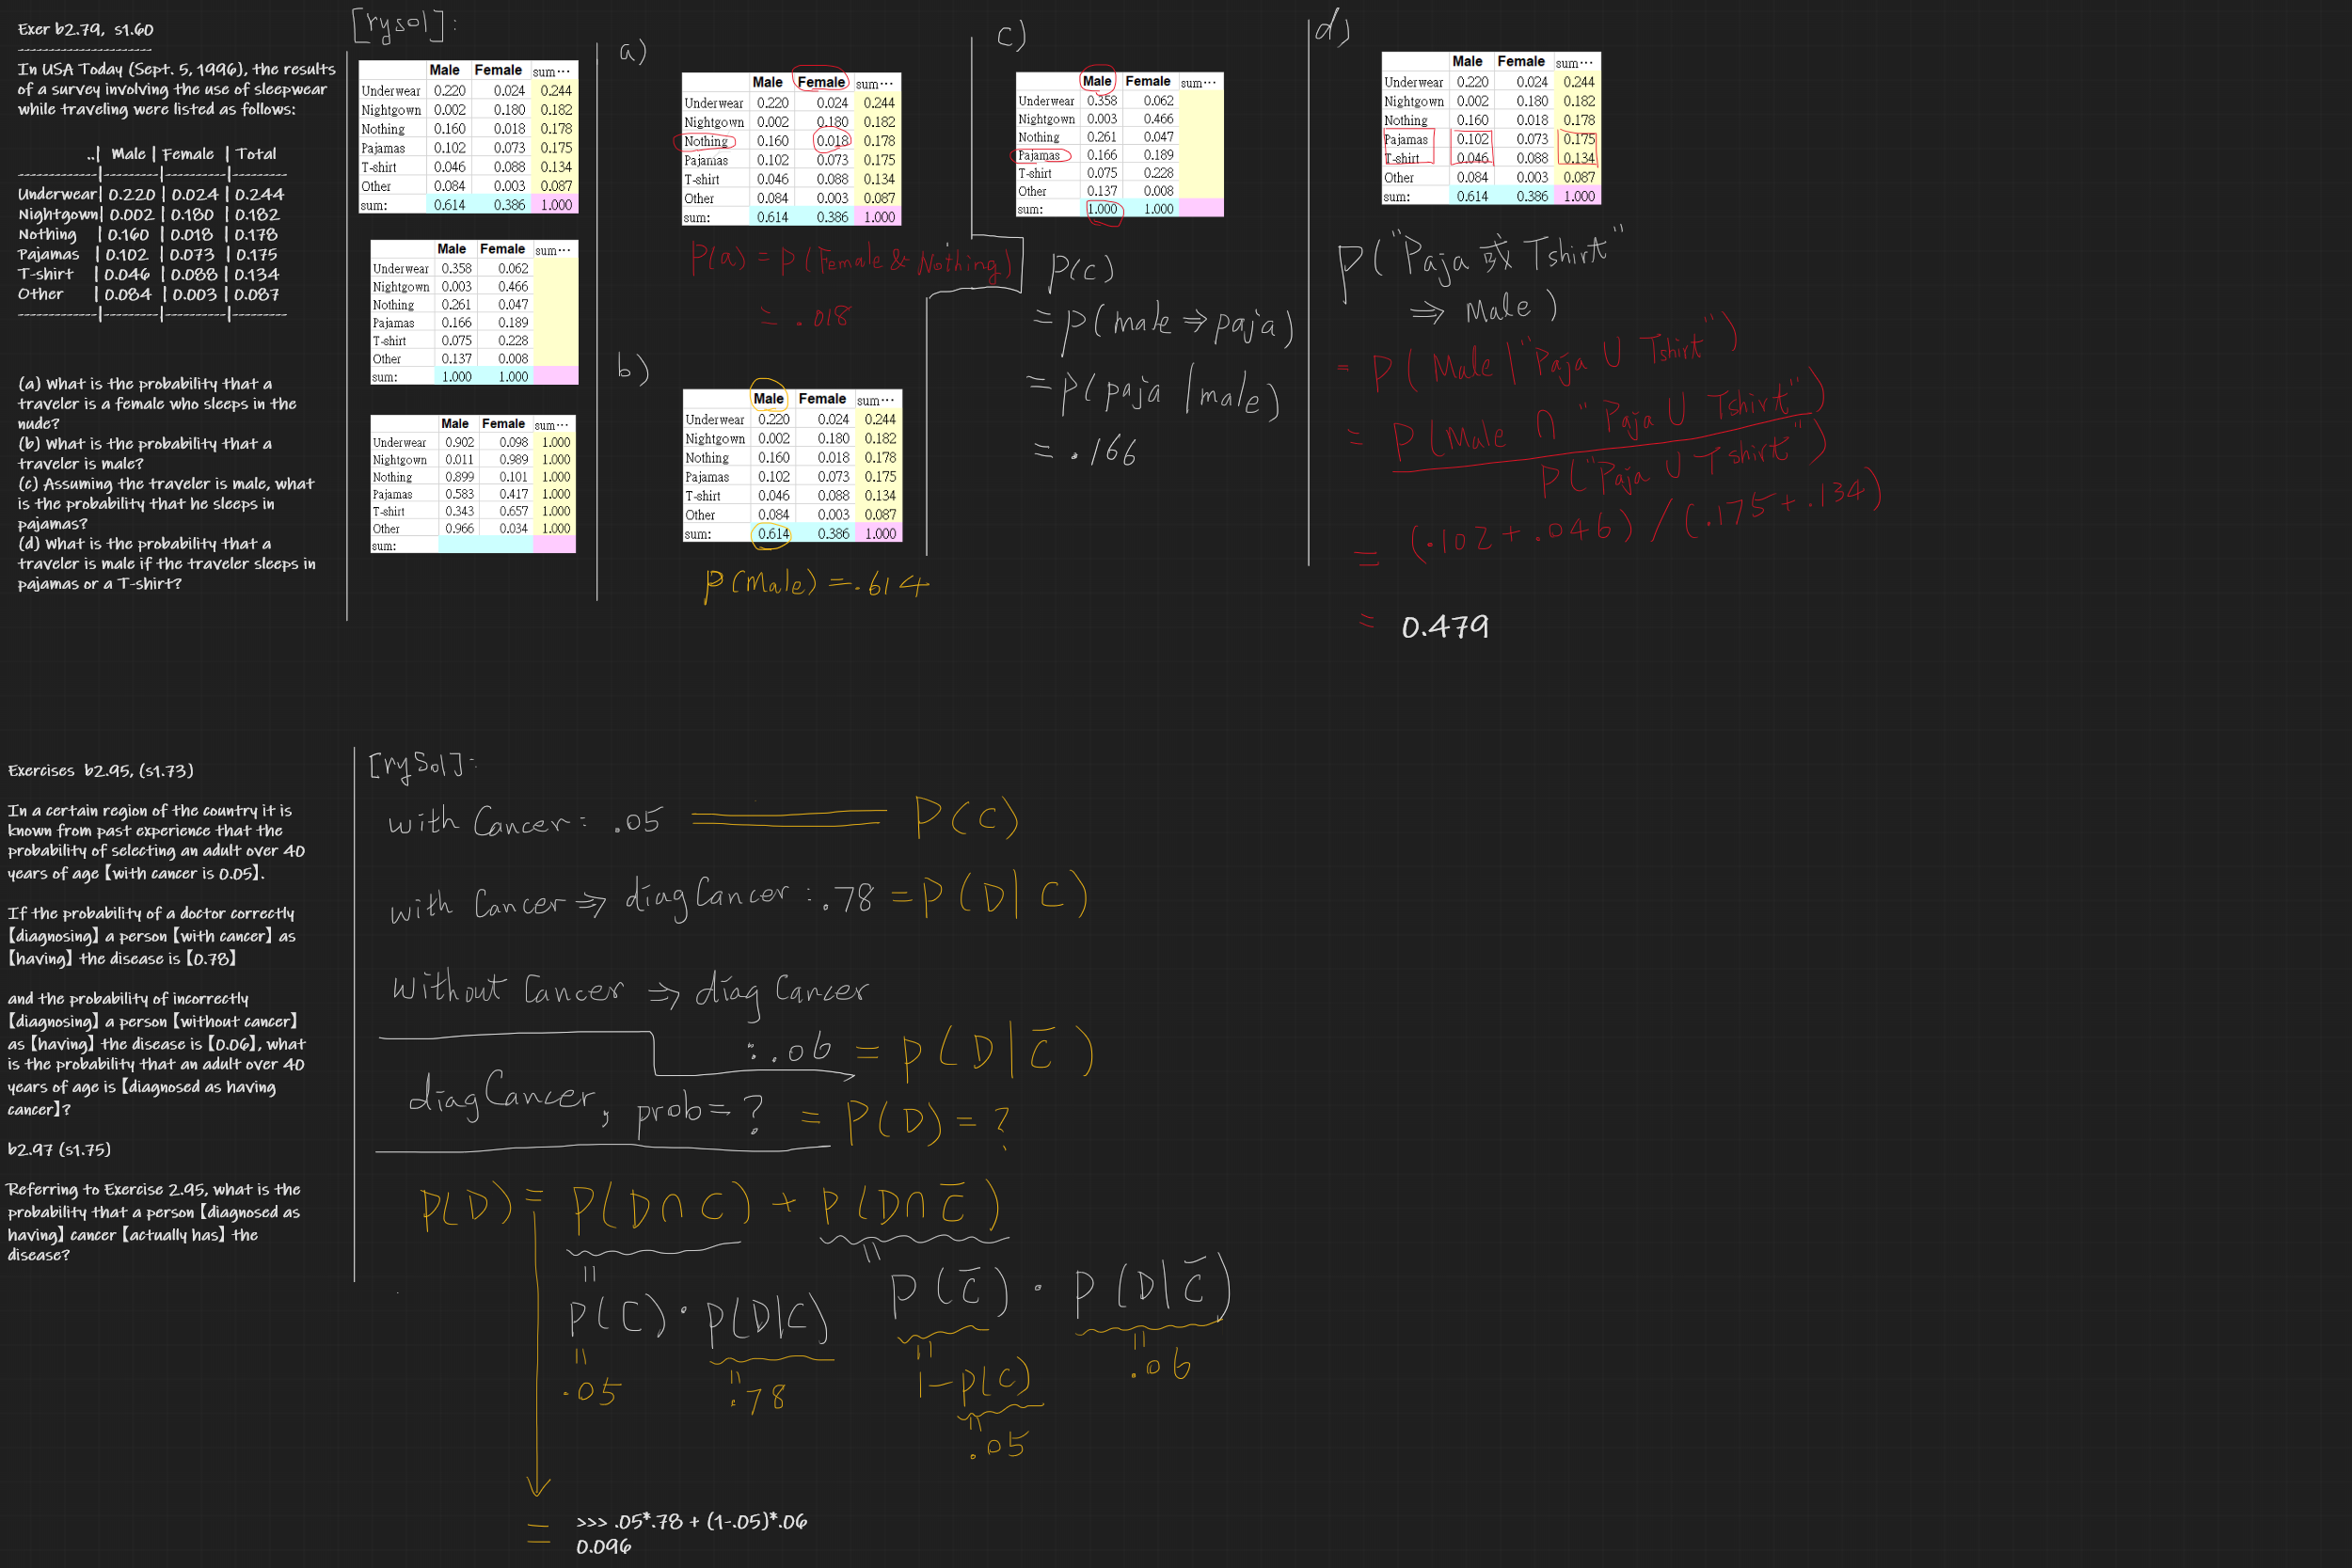 Exer b2.79, s1.60
------------------------
In USA Today (Sept. 5, 1996), the results
of a survey involving the use of sleepwear
while traveling were listed as follows:
..| Male | Female | Total
-------------|---------|----------|---------
Underwear| 0.220 | 0.024 | 0.244
Nightgown| 0.002 | 0.180 | 0.182
Nothing | 0.160 | 0.018 | 0.178
Pajamas | 0.102 | 0.073 | 0.175
T-shirt | 0.046 | 0.088 | 0.134
Other | 0.084 | 0.003 | 0.087
-------------|---------|----------|---------
(a) What is the probability that a
traveler is a female who sleeps in the
nude?
(b) What is the probability that a
traveler is male?
(c) Assuming the traveler is male, what
is the probability that he sleeps in
pajamas?
(d) What is the probability that a
traveler is male if the traveler sleeps in
pajamas or a T-shirt?
[rysol]:
Male Female sum…
Underwear 0.220 0.024 0.244
Nightgown 0.002 0.180 0.182
Nothing 0.160 0.018 0.178
Pajamas 0.102 0.073 0.175
T-shirt 0.046 0.088 0.134
Other 0.084 0.003 0.087
sum: 0.614 0.386 1.000
Male Female sum…
Underwear 0.358 0.062
Nightgown 0.003 0.466
Nothing 0.261 0.047
Pajamas 0.166 0.189
T-shirt 0.075 0.228
Other 0.137 0.008
sum: 1.000 1.000
Male Female sum…
Underwear 0.902 0.098 1.000
Nightgown 0.011 0.989 1.000
Nothing 0.899 0.101 1.000
Pajamas 0.583 0.417 1.000
T-shirt 0.343 0.657 1.000
Other 0.966 0.034 1.000
sum:
a)
Male Female sum…
Underwear 0.220 0.024 0.244
Nightgown 0.002 0.180 0.182
Nothing 0.160 0.018 0.178
Pajamas 0.102 0.073 0.175
T-shirt 0.046 0.088 0.134
Other 0.084 0.003 0.087
sum: 0.614 0.386 1.000
P(a) = P(Female & Nothing)
= .018
b)
Male Female sum…
Underwear 0.220 0.024 0.244
Nightgown 0.002 0.180 0.182
Nothing 0.160 0.018 0.178
Pajamas 0.102 0.073 0.175
T-shirt 0.046 0.088 0.134
Other 0.084 0.003 0.087
sum: 0.614 0.386 1.000
P(Male) = .614
c)
Male Female sum…
Underwear 0.358 0.062
Nightgown 0.003 0.466
Nothing 0.261 0.047
Pajamas 0.166 0.189
T-shirt 0.075 0.228
Other 0.137 0.008
sum: 1.000 1.000
P(c)
= P(male ⇒ paja)
= P(paja | male)
= .166
d)
Male Female sum…
Underwear 0.220 0.024 0.244
Nightgown 0.002 0.180 0.182
Nothing 0.160 0.018 0.178
Pajamas 0.102 0.073 0.175
T-shirt 0.046 0.088 0.134
Other 0.084 0.003 0.087
sum: 0.614 0.386 1.000
P("Paja 或 Tshirt"
⇒ Male)
= P(Male | "Paja ∪ Tshirt")
= P(Male ∩ "Paja ∪ Tshirt")
P("Paja ∪ Tshirt")
= (.102 + .046) / (.175 + .134)
= 0.479
Exercises b2.95, (s1.73)
In a certain region of the country it is
known from past experience that the
probability of selecting an adult over 40
years of age【with cancer is 0.05】.
If the probability of a doctor correctly
【diagnosing】a person【with cancer】as
【having】the disease is【0.78】
and the probability of incorrectly
【diagnosing】a person【without cancer】
as【having】the disease is【0.06】, what
is the probability that an adult over 40
years of age is【diagnosed as having
cancer】?
b2.97 (s1.75)
Referring to Exercise 2.95, what is the
probability that a person【diagnosed as
having】cancer【actually has】the
disease?
[rySol]:
with Cancer: .05 = P(C)
with Cancer ⇒ diagCancer: .78 = P(D|C)
Without Cancer ⇒ diagCancer
: .06 = P(D|C̄)
diagCancer, prob = ? = P(D) = ?
P(D) = P(D∩C) + P(D∩C̄)
= =
P(C) · P(D|C) P(C̄) · P(D|C̄)
= = = =
.05 .78 1-P(C) .06
=
.05
= >>> .05*.78 + (1-.05)*.06
0.096